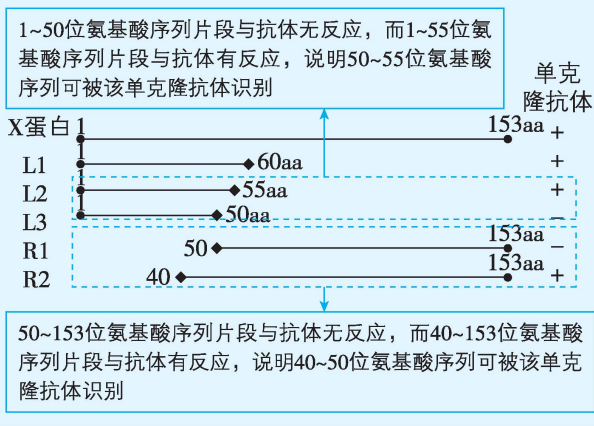 1~50位氨基酸序列片段与抗体无反应，而1~55位氨
基酸序列片段与抗体有反应，说明50~55位氨基酸
序列可被该单克隆抗体识别
单克
隆抗体
X蛋白 1 153aa +
L1 1 60aa +
L2 1 55aa +
L3 1 50aa −
R1 50 153aa −
R2 40 153aa +
50~153位氨基酸序列片段与抗体无反应，而40~153位氨基酸
序列片段与抗体有反应，说明40~50位氨基酸序列可被该单克
隆抗体识别